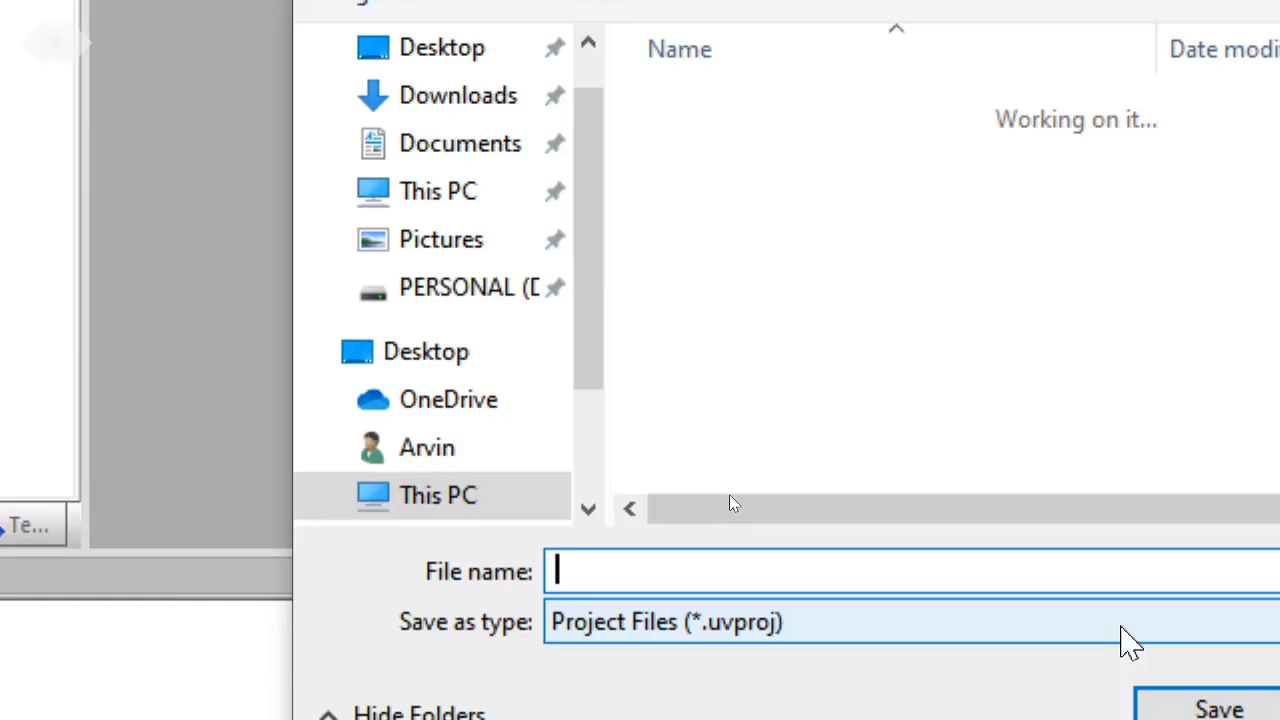 Desktop
Name
Date modi
Downloads
Working on it...
Documents
This PC
Pictures
PERSONAL (D
Desktop
OneDrive
Arvin
This PC
Te...
File name:
Save as type: Project Files (*.uvproj)
Save
Hide Folders